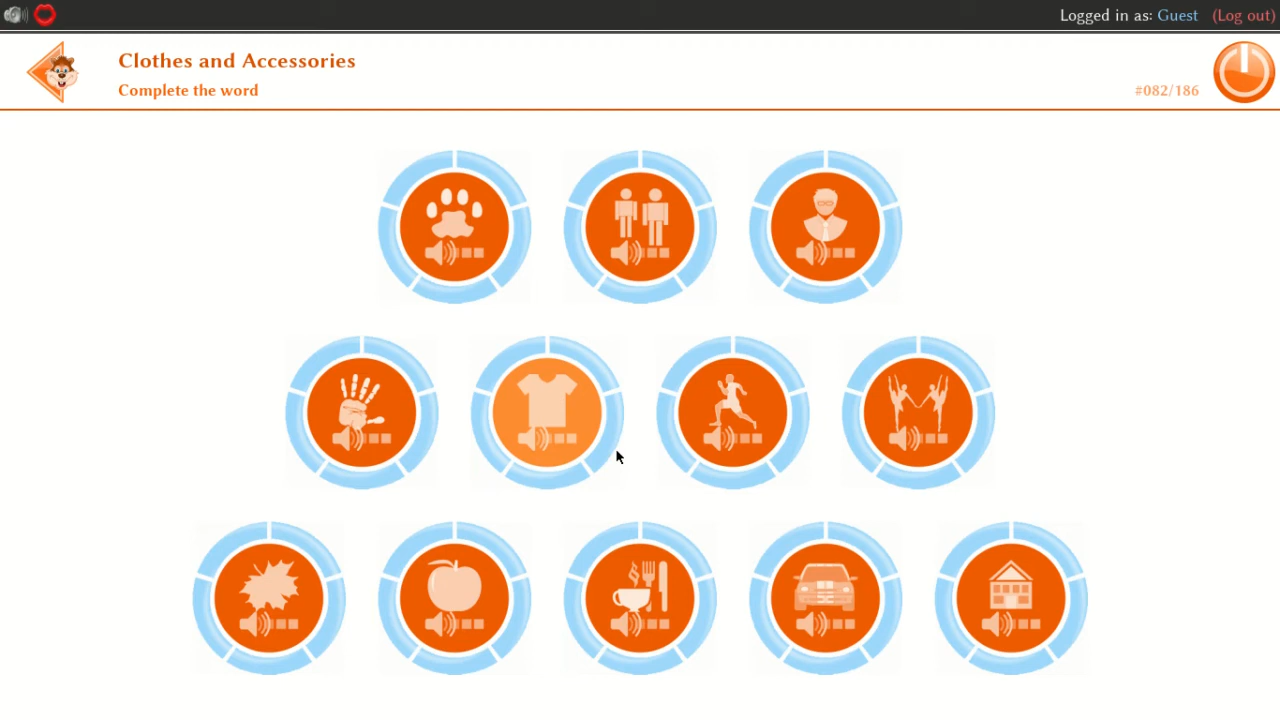 Logged in as: Guest (Log out)
Clothes and Accessories
Complete the word
#082/186